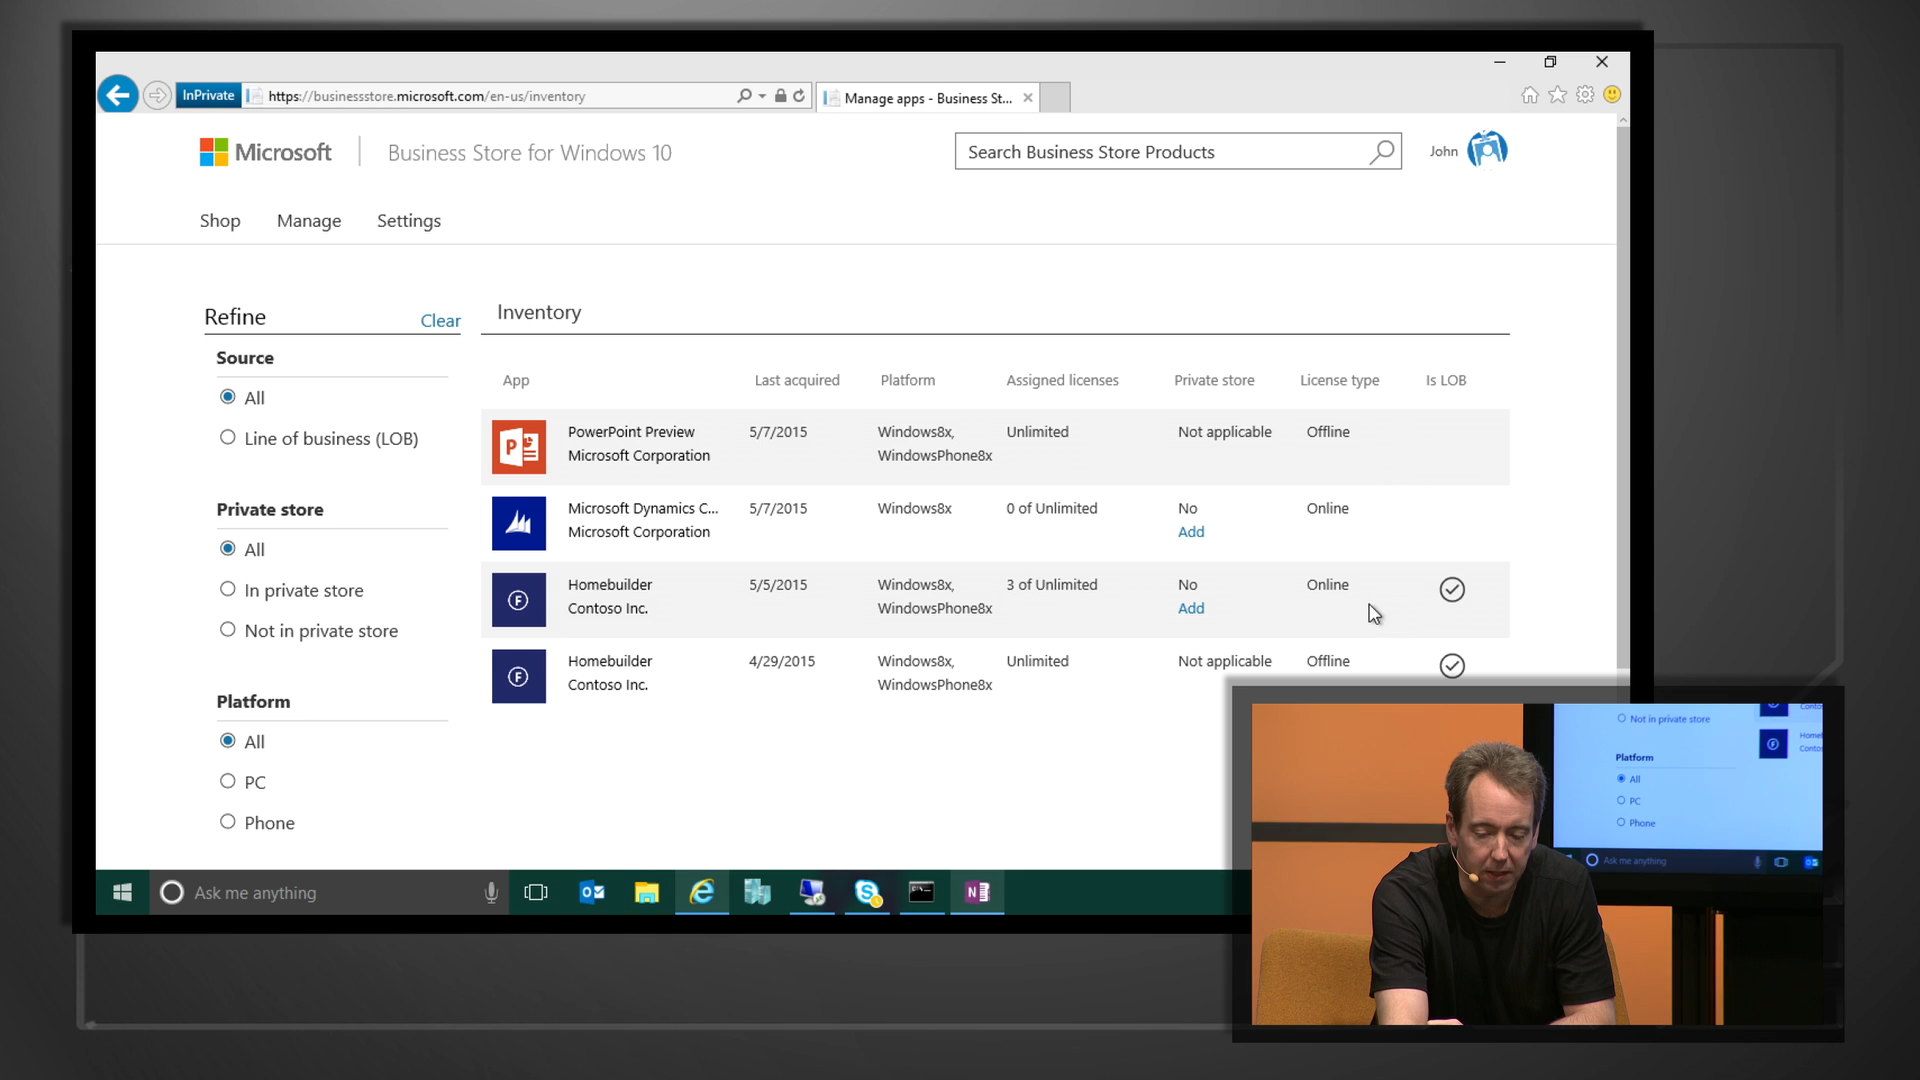 InPrivate https://businessstore.microsoft.com/en-us/inventory Manage apps - Business St...
Microsoft Business Store for Windows 10 Search Business Store Products John
Shop Manage Settings
Refine Clear
Source
All
Line of business (LOB)
Private store
All
In private store
Not in private store
Platform
All
PC
Phone
Inventory
App Last acquired Platform Assigned licenses Private store License type Is LOB
PowerPoint Preview 5/7/2015 Windows8x, Unlimited Not applicable Offline
Microsoft Corporation WindowsPhone8x
Microsoft Dynamics C... 5/7/2015 Windows8x 0 of Unlimited No Online
Microsoft Corporation Add
Homebuilder 5/5/2015 Windows8x, 3 of Unlimited No Online
Contoso Inc. WindowsPhone8x Add
Homebuilder 4/29/2015 Windows8x, Unlimited Not applicable Offline
Contoso Inc. WindowsPhone8x
Ask me anything
Not in private store
Platform
All
PC
Phone
Ask me anything